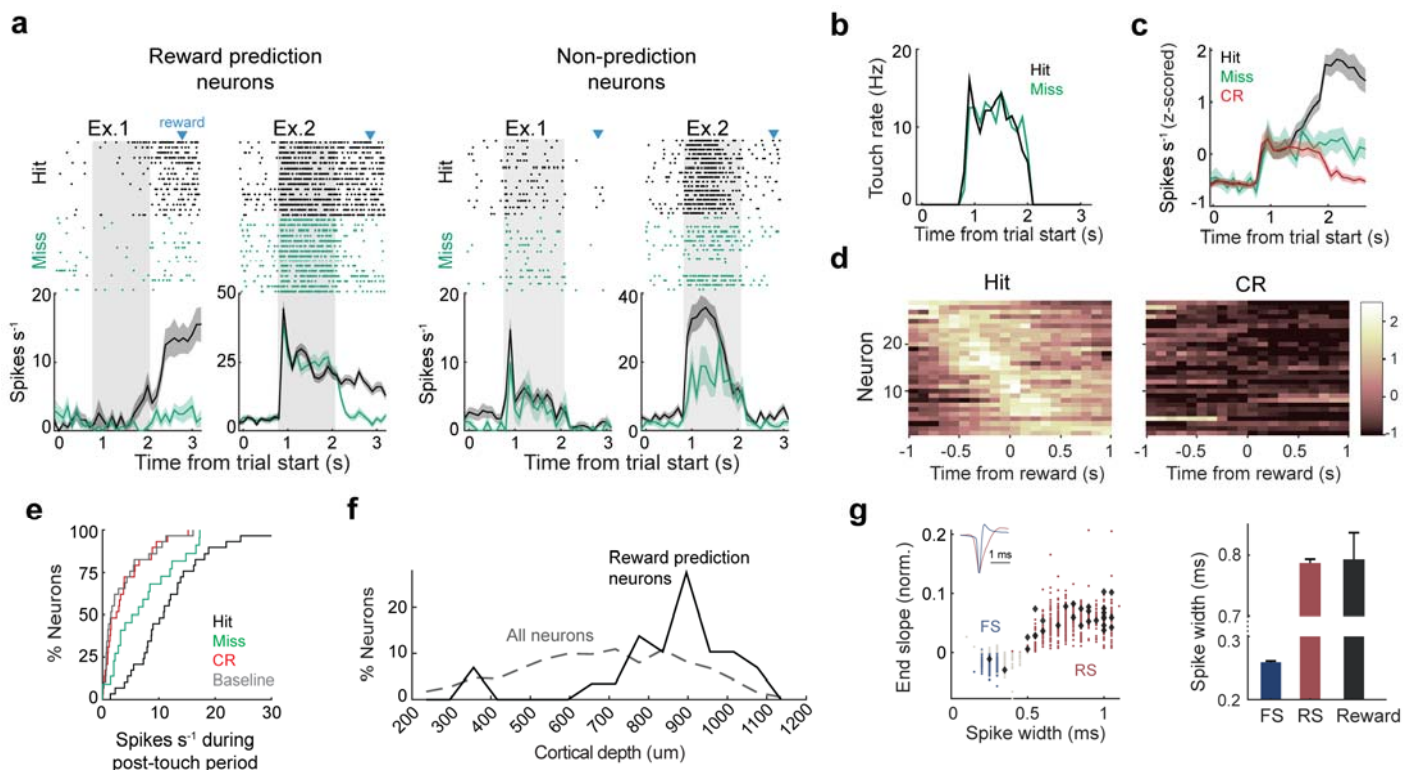 a
Reward prediction
neurons
Non-prediction
neurons
Ex.1
reward
Ex.2
Ex.1
Ex.2
Hit
Miss
Hit
Miss
Spikes s⁻¹
20
10
0
50
25
0
0 1 2 3
0 1 2 3
Time from trial start (s)
Spikes s⁻¹
20
10
0
40
20
0
0 1 2 3
0 1 2 3
Time from trial start (s)
b
Touch rate (Hz)
20
10
0
Hit
Miss
0 1 2 3
Time from trial start (s)
c
Spikes s⁻¹ (z-scored)
2
1
0
-1
Hit
Miss
CR
0 1 2
Time from trial start (s)
d
Hit
CR
Neuron
20
10
-1 -0.5 0 0.5 1
Time from reward (s)
-1 -0.5 0 0.5 1
Time from reward (s)
2
1
0
-1
e
% Neurons
100
75
50
25
0
Hit
Miss
CR
Baseline
0 10 20 30
Spikes s⁻¹ during
post-touch period
f
% Neurons
20
10
0
Reward prediction
neurons
All neurons
200 300 400 500 600 700 800 900 1000 1100 1200
Cortical depth (um)
g
End slope (norm.)
0.2
0.1
0
1 ms
FS
RS
0 0.5 1
Spike width (ms)
Spike width (ms)
0.8
0.7
0.3
0.2
FS RS Reward